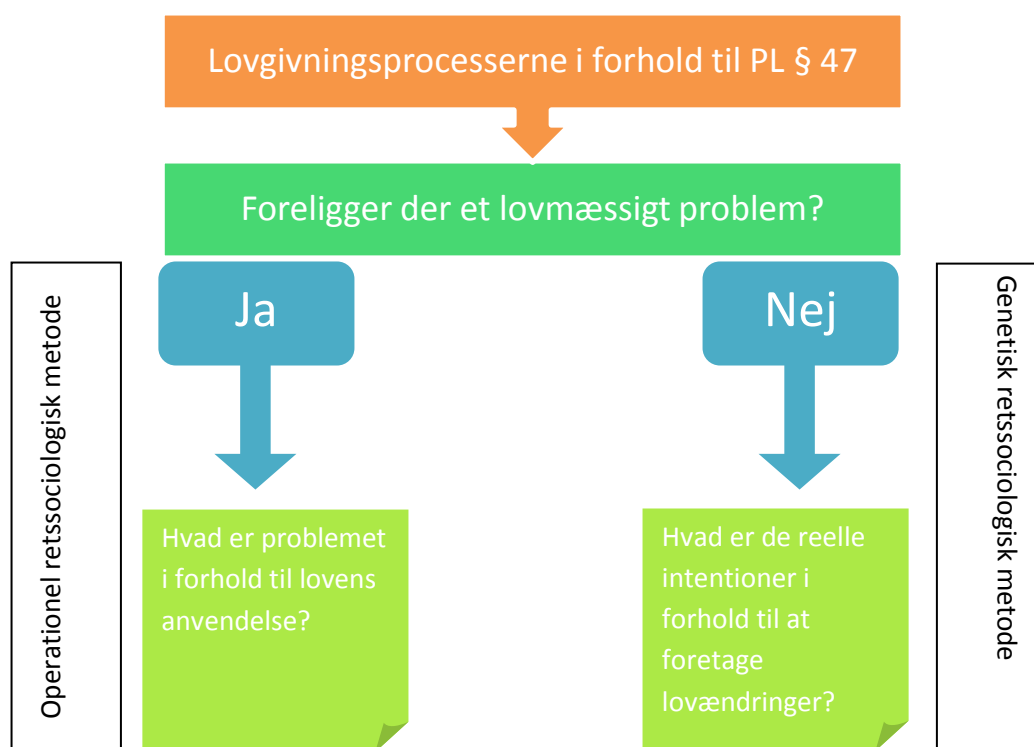 Lovgivningsprocesserne i forhold til PL § 47
Foreligger der et lovmæssigt problem?
Operationel retssociologisk metode
Ja
Hvad er problemet
i forhold til lovens
anvendelse?
Nej
Hvad er de reelle
intentioner i
forhold til at
foretage
lovændringer?
Genetisk retssociologisk metode